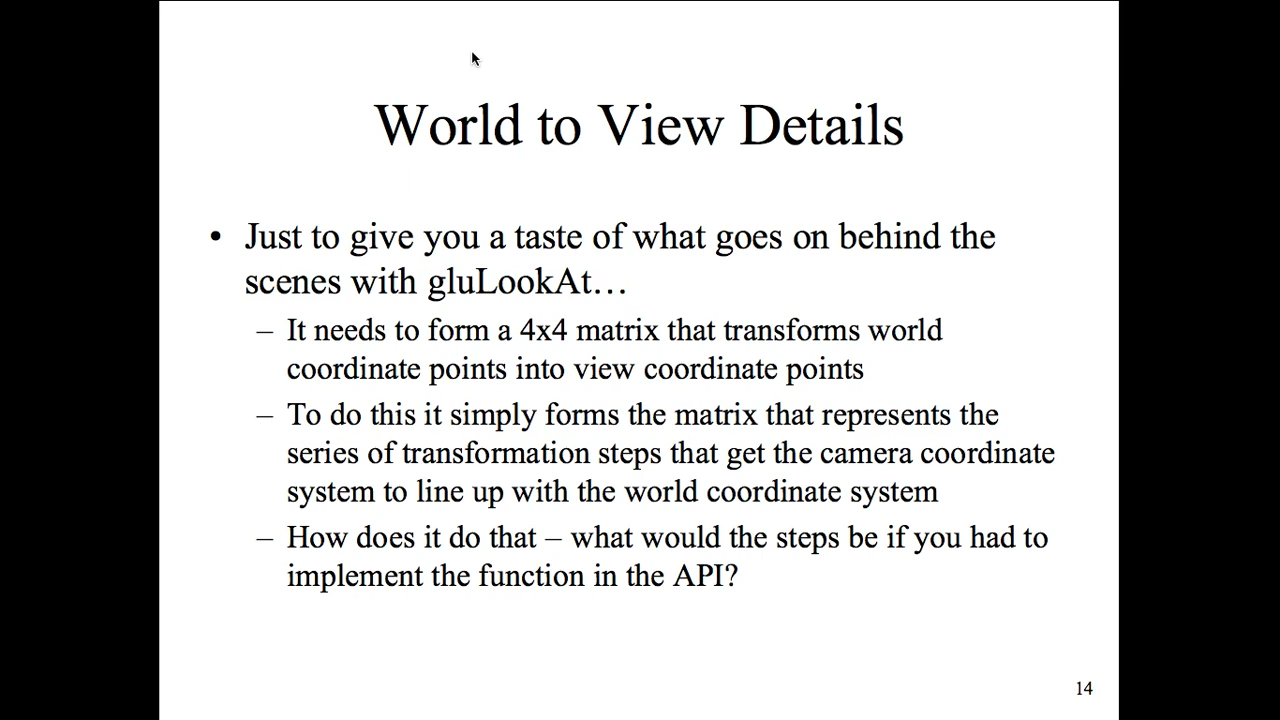 World to View Details
• Just to give you a taste of what goes on behind the
scenes with gluLookAt…
– It needs to form a 4x4 matrix that transforms world
coordinate points into view coordinate points
– To do this it simply forms the matrix that represents the
series of transformation steps that get the camera coordinate
system to line up with the world coordinate system
– How does it do that – what would the steps be if you had to
implement the function in the API?
14